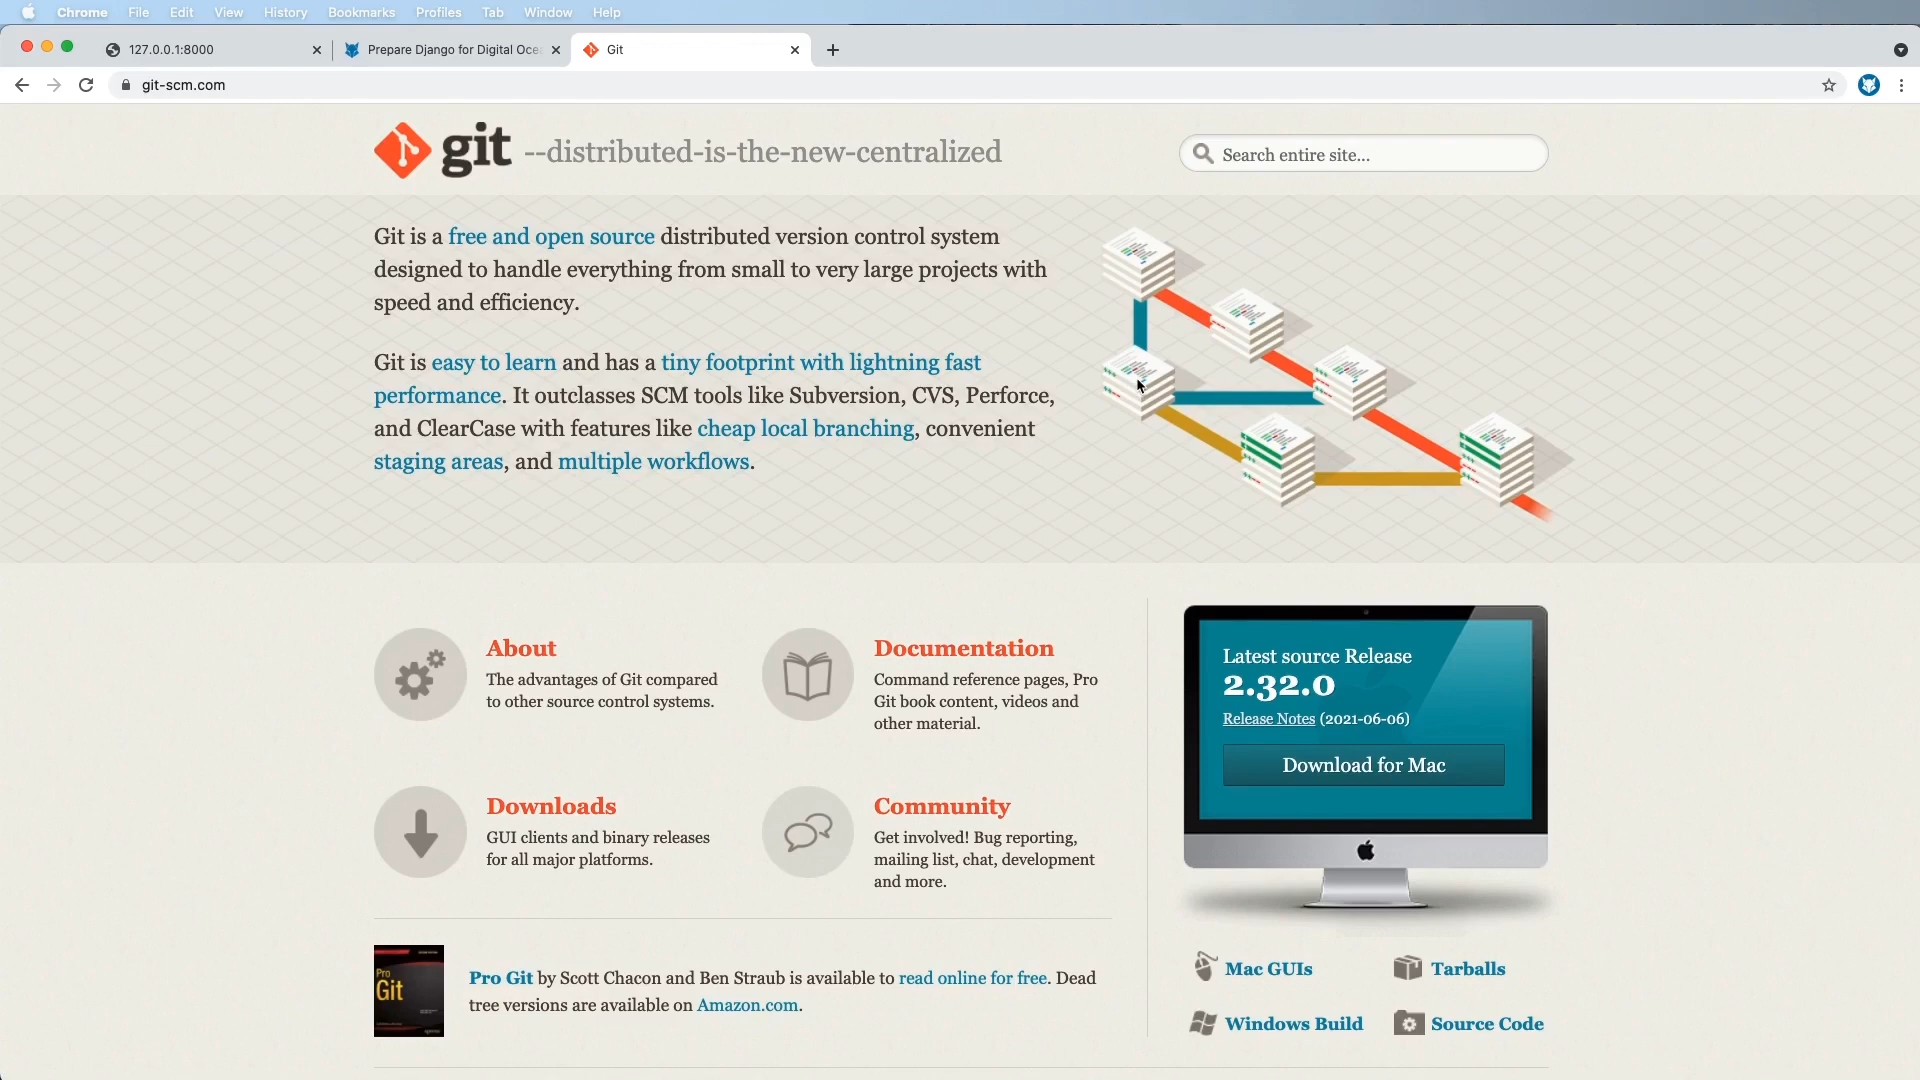 Chrome File Edit View History Bookmarks Profiles Tab Window Help
127.0.0.1:8000
Prepare Django for Digital Oce
Git
git-scm.com
git --distributed-is-the-new-centralized
Search entire site...
Git is a free and open source distributed version control system
designed to handle everything from small to very large projects with
speed and efficiency.
Git is easy to learn and has a tiny footprint with lightning fast
performance. It outclasses SCM tools like Subversion, CVS, Perforce,
and ClearCase with features like cheap local branching, convenient
staging areas, and multiple workflows.
About
The advantages of Git compared
to other source control systems.
Documentation
Command reference pages, Pro
Git book content, videos and
other material.
Downloads
GUI clients and binary releases
for all major platforms.
Community
Get involved! Bug reporting,
mailing list, chat, development
and more.
Latest source Release
2.32.0
Release Notes (2021-06-06)
Download for Mac
Pro
Git
Pro Git by Scott Chacon and Ben Straub is available to read online for free. Dead
tree versions are available on Amazon.com.
Mac GUIs
Tarballs
Windows Build
Source Code